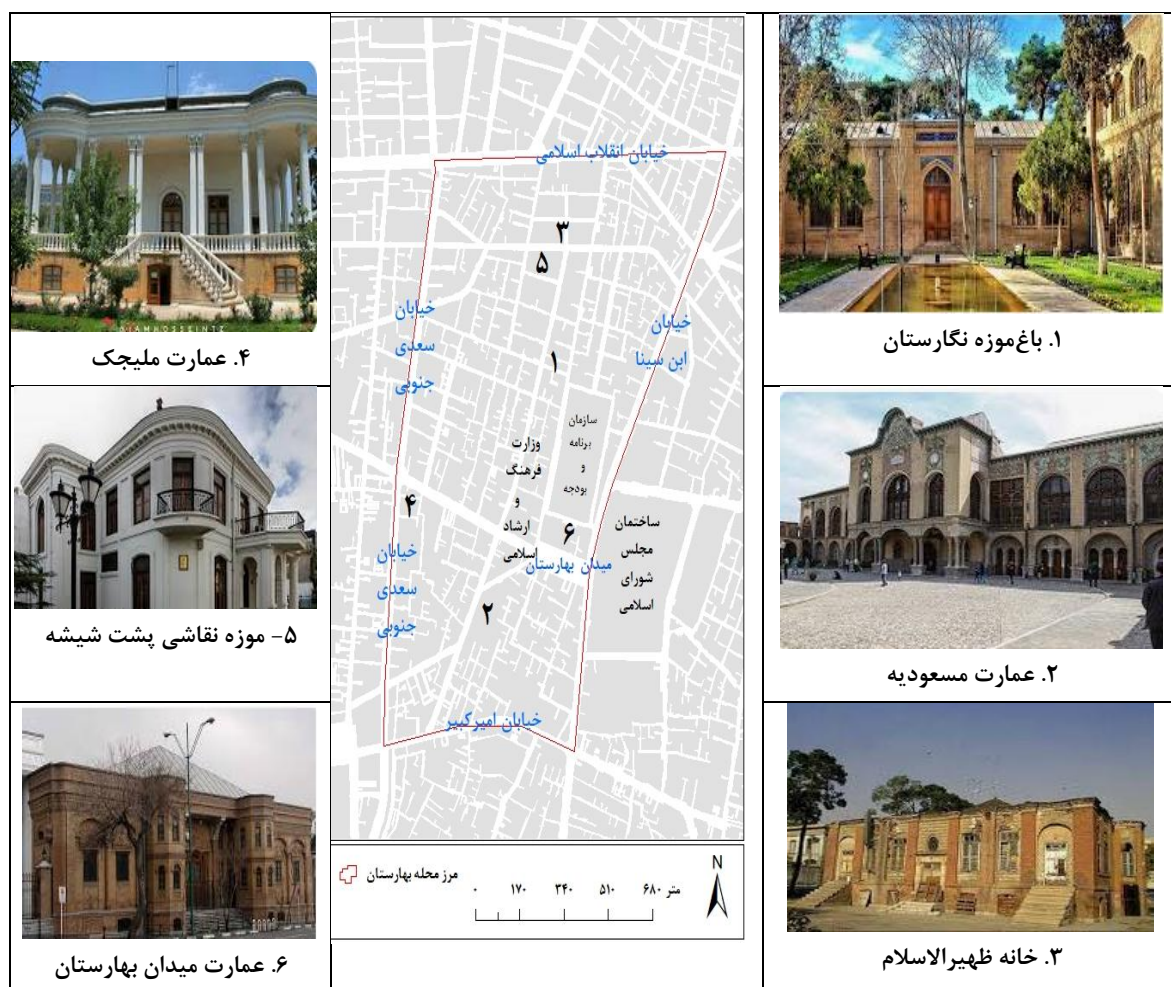 ۱. باغ‌موزه نگارستان
۲. عمارت مسعودیه
۳. خانه ظهیرالاسلام
خیابان انقلاب اسلامی
۳
۵
خیابان
ابن سینا
خیابان
سعدی
جنوبی
۱
سازمان
برنامه
و
بودجه
وزارت
فرهنگ
و
ارشاد
اسلامی
۴
۶
ساختمان
مجلس
شورای
اسلامی
میدان بهارستان
خیابان
سعدی
جنوبی
۲
خیابان امیرکبیر
مرز محله بهارستان
۰ ۱۷۰ ۳۴۰ ۵۱۰ ۶۸۰ متر
N
۴. عمارت ملیجک
۵- موزه نقاشی پشت شیشه
۶. عمارت میدان بهارستان